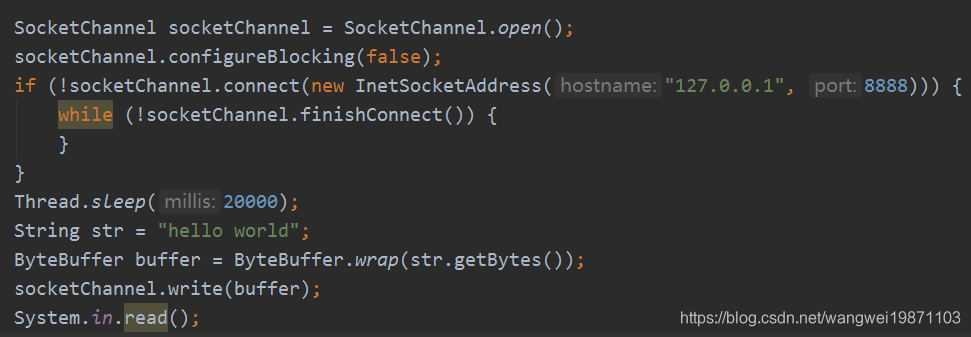 SocketChannel socketChannel = SocketChannel.open();
socketChannel.configureBlocking(false);
if (!socketChannel.connect(new InetSocketAddress( hostname: "127.0.0.1", port: 8888))) {
    while (!socketChannel.finishConnect()) {
    }
}
Thread.sleep( millis: 20000);
String str = "hello world";
ByteBuffer buffer = ByteBuffer.wrap(str.getBytes());
socketChannel.write(buffer);
System.in.read();
https://blog.csdn.net/wangwei19871103